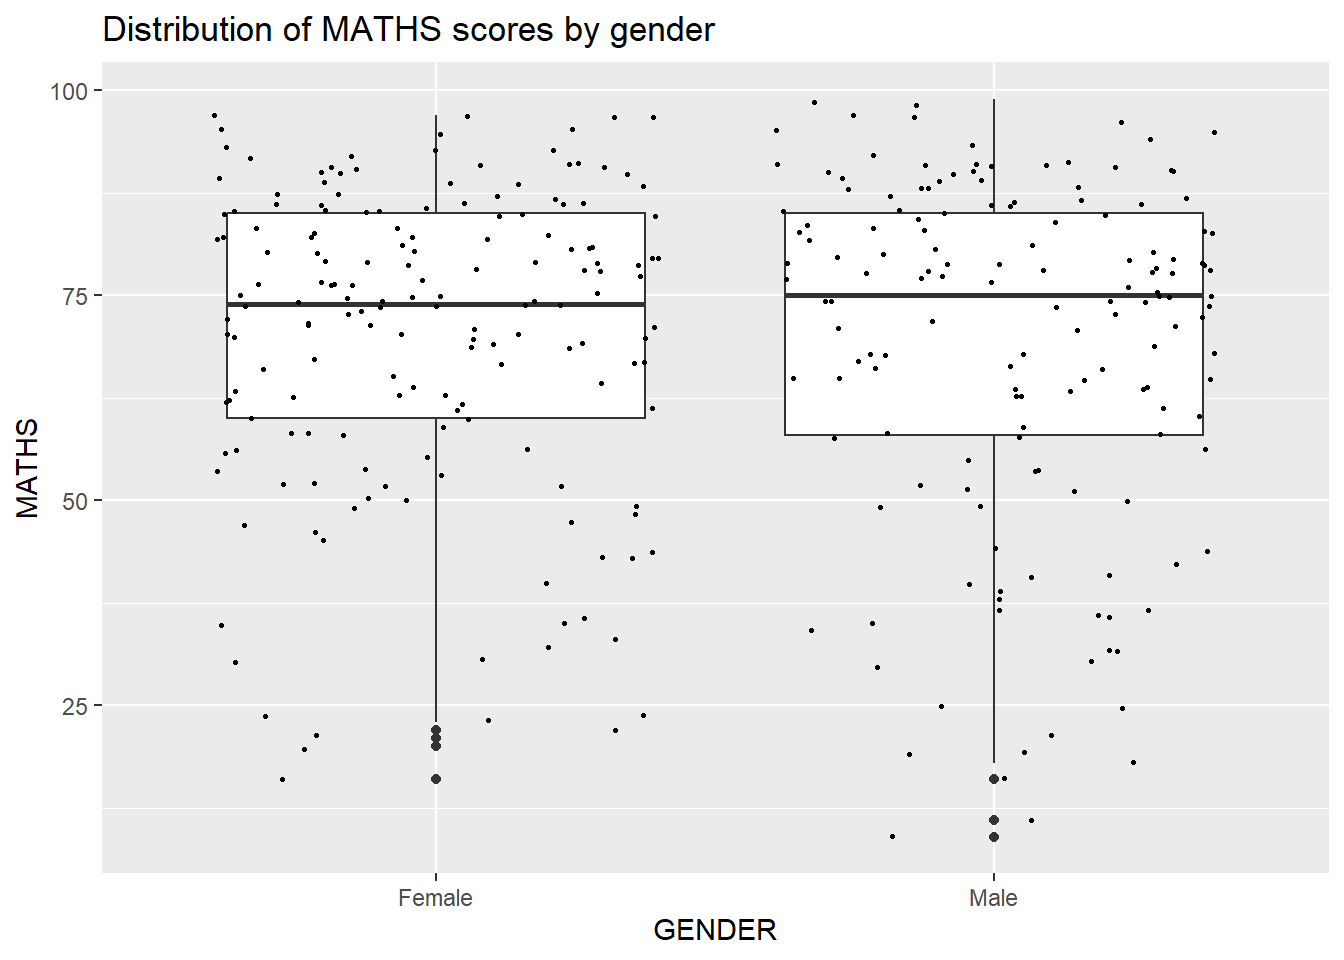 Distribution of MATHS scores by gender
100
75
50
25
MATHS
Female
Male
GENDER